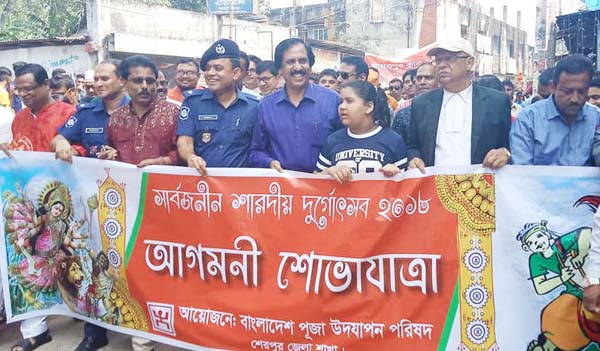 সার্বজনীন শারদীয় দুর্গোৎসব ২০১৮
আগমনী শোভাযাত্রা
আয়োজনে: বাংলাদেশ পূজা উদযাপন পরিষদ
শেরপুর জেলা শাখা।
UNIVERSITY